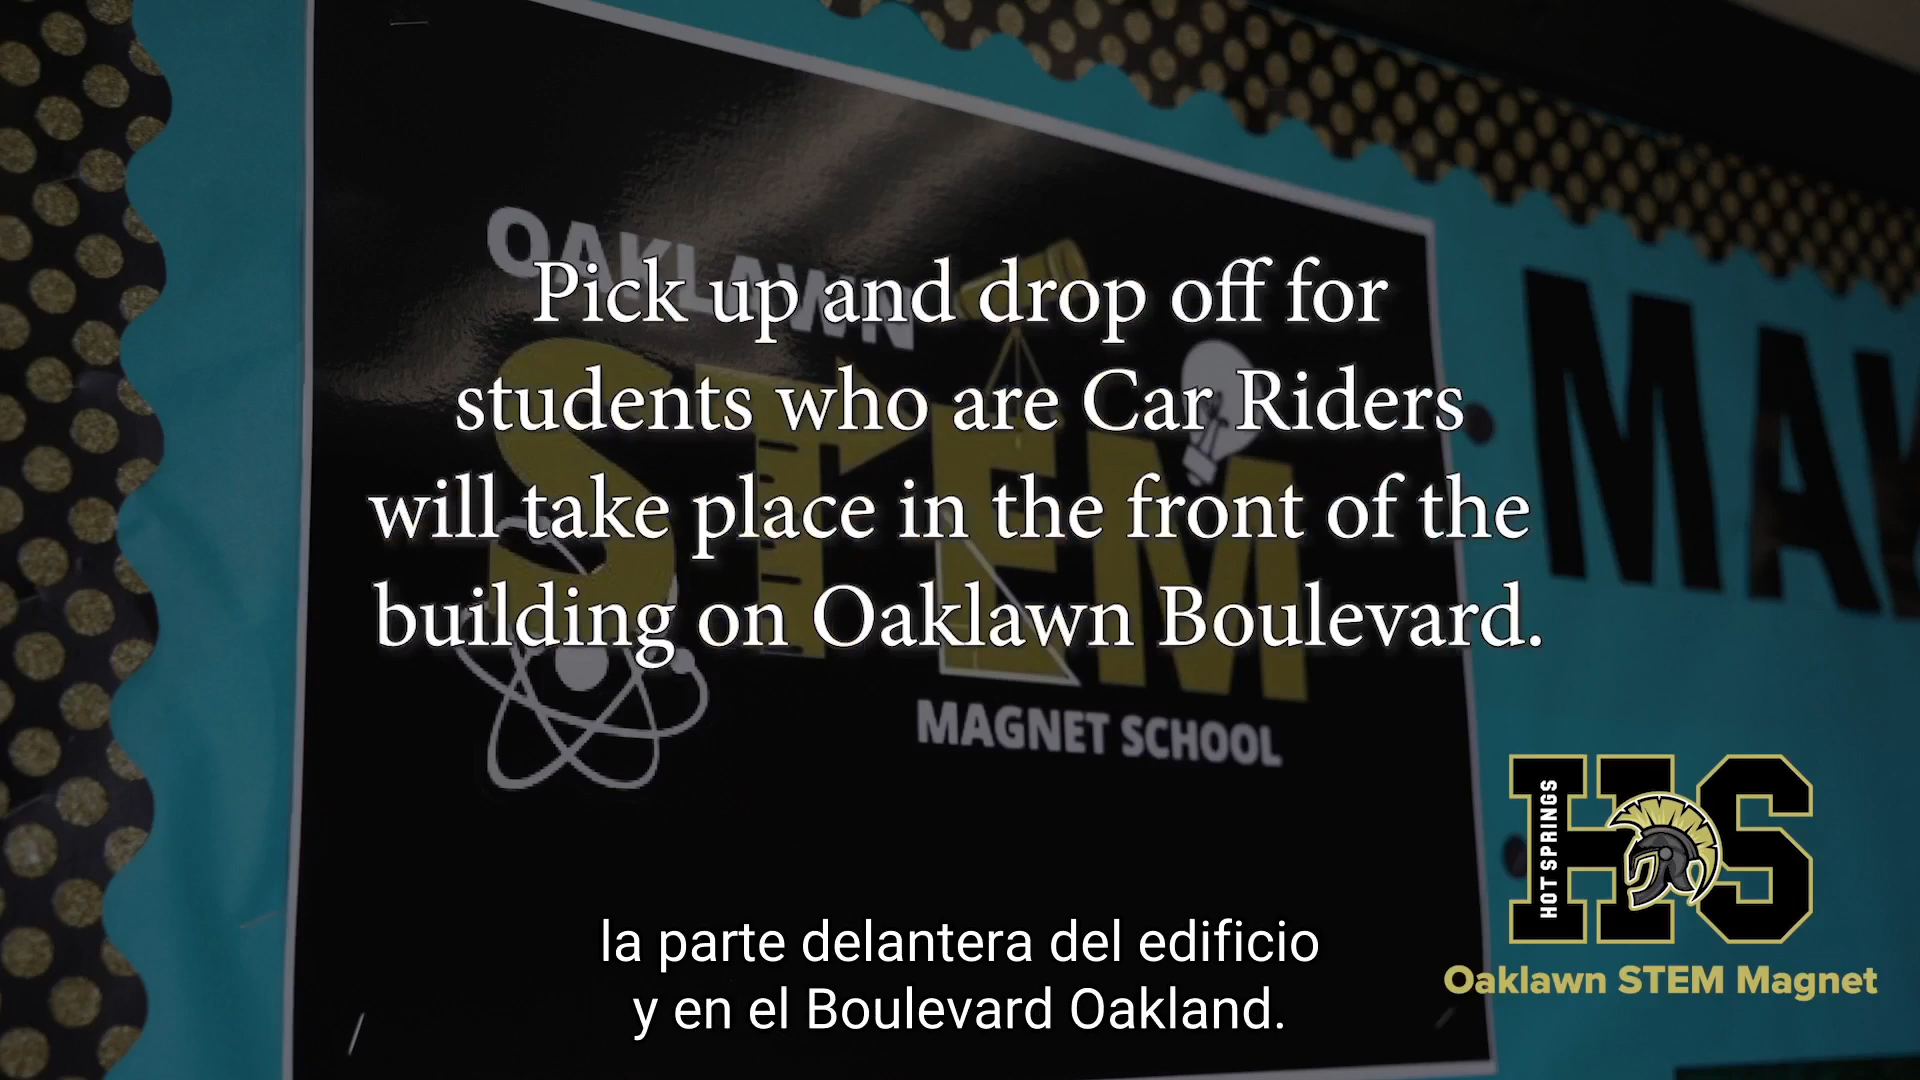 OAKLAWN
STEM
MAGNET SCHOOL
Pick up and drop off for
students who are Car Riders
will take place in the front of the
building on Oaklawn Boulevard.
HOT SPRINGS
HS
Oaklawn STEM Magnet
la parte delantera del edificio
y en el Boulevard Oakland.